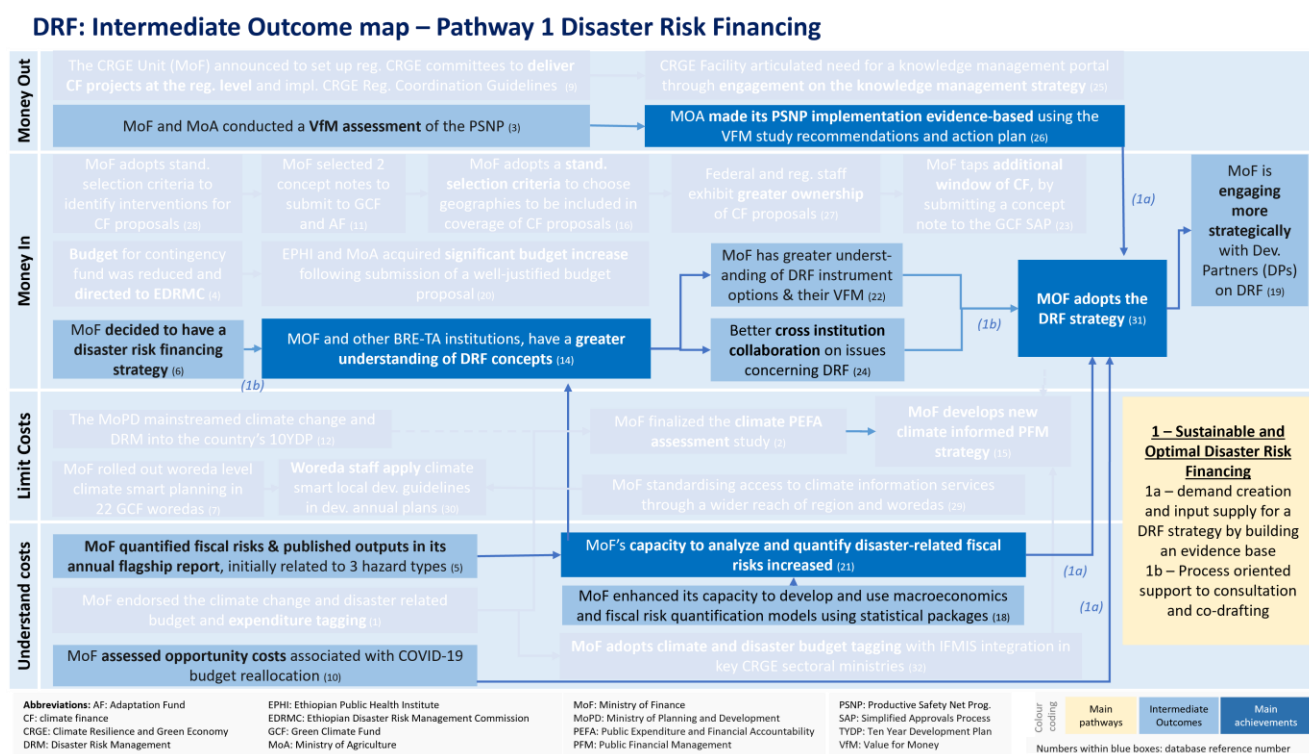 DRF: Intermediate Outcome map – Pathway 1 Disaster Risk Financing
Money Out
The CRGE Unit (MoF) announced to set up reg. CRGE committees to deliver
CF projects at the reg. level and impl. CRGE Reg. Coordination Guidelines (9)
CRGE Facility articulated need for a knowledge management portal
through engagement on the knowledge management strategy (25)
MoF and MoA conducted a VfM assessment of the PSNP (3)
MOA made its PSNP implementation evidence-based using the
VFM study recommendations and action plan (26)
Money In
MoF adopts stand.
selection criteria to
identify interventions for
CF proposals (28)
MoF selected 2
concept notes to
submit to GCF
and AF (11)
MoF adopts a stand.
selection criteria to choose
geographies to be included in
coverage of CF proposals (16)
Federal and reg. staff
exhibit greater ownership
of CF proposals (27)
MoF taps additional
window of CF, by
submitting a concept
note to the GCF SAP (23)
(1a)
MoF is
engaging
more
strategically
with Dev.
Partners (DPs)
on DRF (19)
Budget for contingency
fund was reduced and
directed to EDRMC (4)
EPHI and MoA acquired significant budget increase
following submission of a well-justified budget
proposal (20)
MoF has greater underst-
anding of DRF instrument
options & their VFM (22)
MOF adopts the
DRF strategy (31)
MoF decided to have a
disaster risk financing
strategy (6)
(1b)
MOF and other BRE-TA institutions, have a greater
understanding of DRF concepts (14)
Better cross institution
collaboration on issues
concerning DRF (24)
(1b)
Limit Costs
The MoPD mainstreamed climate change and
DRM into the country's 10YDP (12)
MoF finalized the climate PEFA
assessment study (2)
MoF develops new
climate informed PFM
strategy (15)
MoF rolled out woreda level
climate smart planning in
22 GCF woredas (7)
Woreda staff apply climate
smart local dev. guidelines
in dev. annual plans (30)
MoF standardising access to climate information services
through a wider reach of region and woredas (29)
1 – Sustainable and
Optimal Disaster Risk
Financing
1a – demand creation
and input supply for a
DRF strategy by building
an evidence base
1b – Process oriented
support to consultation
and co-drafting
Understand costs
MoF quantified fiscal risks & published outputs in its
annual flagship report, initially related to 3 hazard types (5)
MoF's capacity to analyze and quantify disaster-related fiscal
risks increased (21)
(1a)
MoF endorsed the climate change and disaster related
budget and expenditure tagging (1)
MoF enhanced its capacity to develop and use macroeconomics
and fiscal risk quantification models using statistical packages (18)
(1a)
MoF assessed opportunity costs associated with COVID-19
budget reallocation (10)
MoF adopts climate and disaster budget tagging with IFMIS integration in
key CRGE sectoral ministries (32)
Abbreviations: AF: Adaptation Fund
CF: climate finance
CRGE: Climate Resilience and Green Economy
DRM: Disaster Risk Management
EPHI: Ethiopian Public Health Institute
EDRMC: Ethiopian Disaster Risk Management Commission
GCF: Green Climate Fund
MoA: Ministry of Agriculture
MoF: Ministry of Finance
MoPD: Ministry of Planning and Development
PEFA: Public Expenditure and Financial Accountability
PFM: Public Financial Management
PSNP: Productive Safety Net Prog.
SAP: Simplified Approvals Process
TYDP: Ten Year Development Plan
VfM: Value for Money
Colour
coding
Main
pathways
Intermediate
Outcomes
Main
achievements
Numbers within blue boxes: database reference number